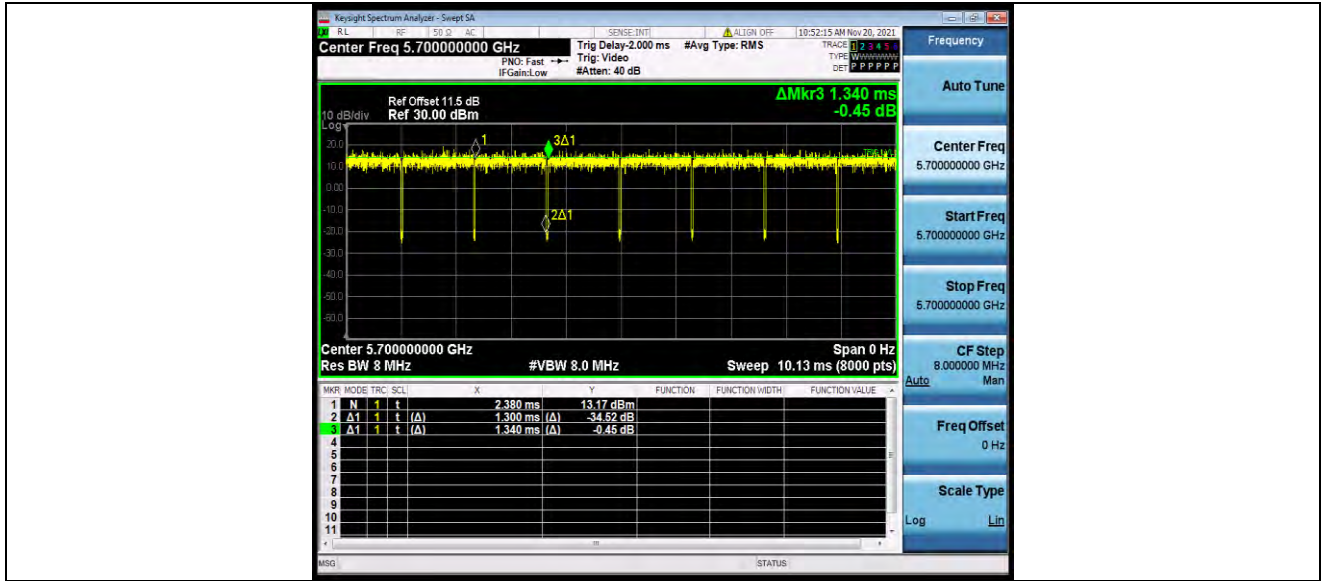 Keysight Spectrum Analyzer - Swept SA
RL RF 50 Ω AC SENSE:INT ALIGN OFF 10:52:15 AM Nov 20, 2021
Center Freq 5.700000000 GHz
PNO: Fast
IFGain:Low
Trig Delay-2.000 ms
Trig: Video
#Atten: 40 dB
#Avg Type: RMS
TRACE 1 2 3 4 5 6
TYPE WWWWWW
DET P P P P P P
Frequency
ΔMkr3 1.340 ms
-0.45 dB
Ref Offset 11.5 dB
10 dB/div Ref 30.00 dBm
Log
20.0
10.0
0.00
-10.0
-20.0
-30.0
-40.0
-50.0
-60.0
1
3Δ1
2Δ1
Center 5.700000000 GHz Span 0 Hz
Res BW 8 MHz #VBW 8.0 MHz Sweep 10.13 ms (8000 pts)
MKR MODE TRC SCL X Y FUNCTION FUNCTION WIDTH FUNCTION VALUE
1 N 1 t 2.380 ms 13.17 dBm
2 Δ1 1 t (Δ) 1.300 ms (Δ) -34.52 dB
3 Δ1 1 t (Δ) 1.340 ms (Δ) -0.45 dB
4
5
6
7
8
9
10
11
MSG STATUS
Auto Tune
Center Freq
5.700000000 GHz
Start Freq
5.700000000 GHz
Stop Freq
5.700000000 GHz
CF Step
8.000000 MHz
Auto Man
Freq Offset
0 Hz
Scale Type
Log Lin